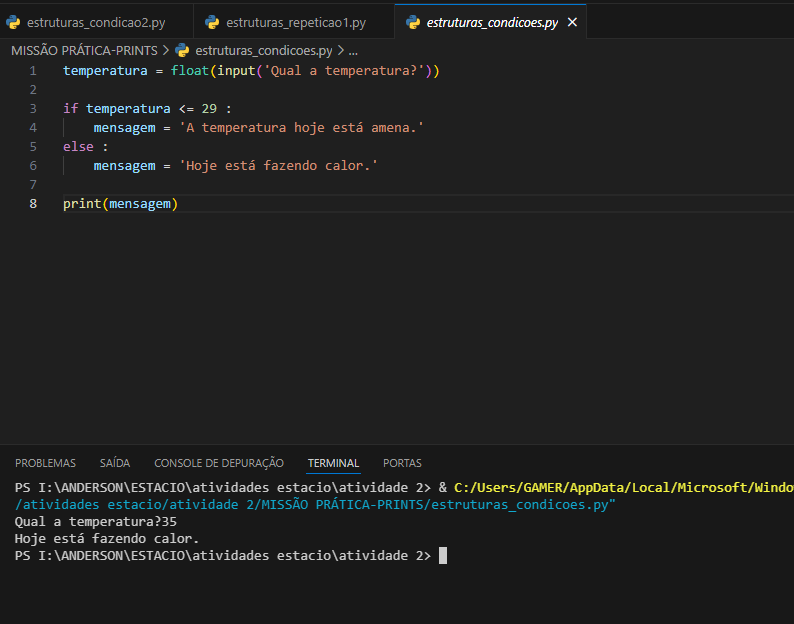 estruturas_condicao2.py estruturas_repeticao1.py estruturas_condicoes.py
MISSÃO PRÁTICA-PRINTS > estruturas_condicoes.py > ...
1 temperatura = float(input('Qual a temperatura?'))
2
3 if temperatura <= 29 :
4 mensagem = 'A temperatura hoje está amena.'
5 else :
6 mensagem = 'Hoje está fazendo calor.'
7
8 print(mensagem)
PROBLEMAS SAÍDA CONSOLE DE DEPURAÇÃO TERMINAL PORTAS
PS I:\ANDERSON\ESTACIO\atividades estacio\atividade 2> & C:/Users/GAMER/AppData/Local/Microsoft/Windo
/atividades estacio/atividade 2/MISSÃO PRÁTICA-PRINTS/estruturas_condicoes.py"
Qual a temperatura?35
Hoje está fazendo calor.
PS I:\ANDERSON\ESTACIO\atividades estacio\atividade 2>